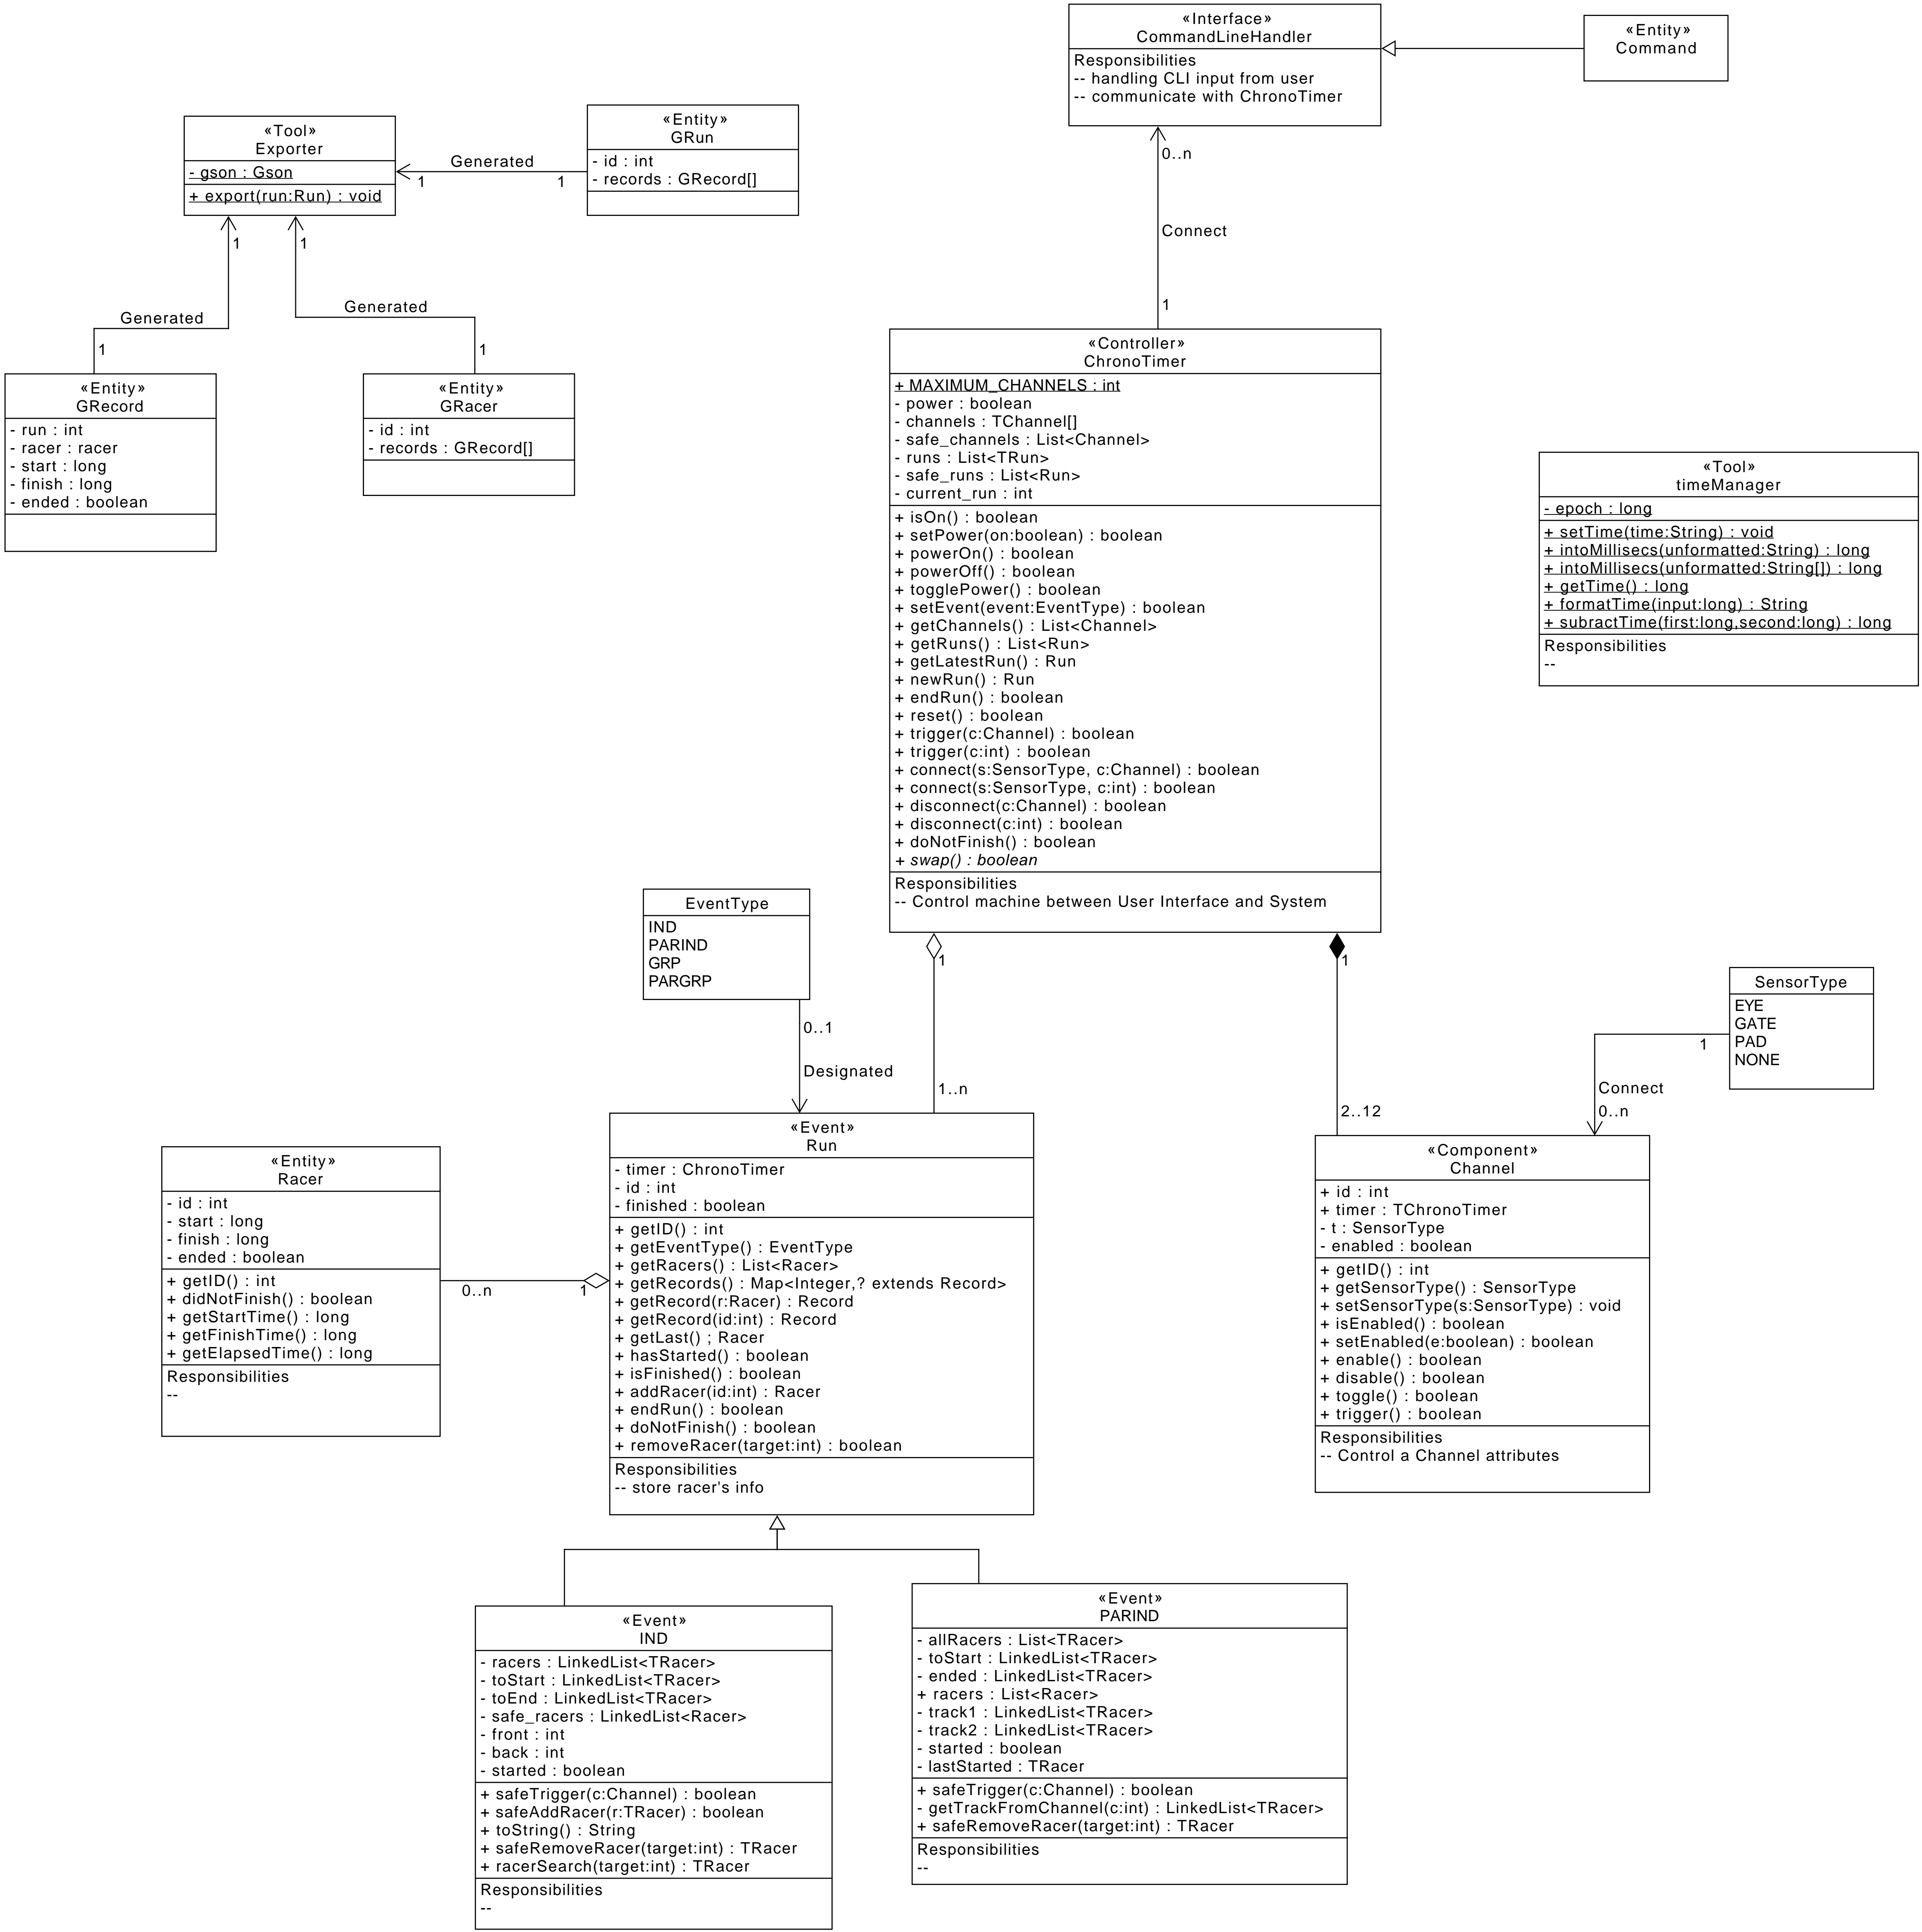 «Interface»
CommandLineHandler
Responsibilities
-- handling CLI input from user
-- communicate with ChronoTimer
«Entity»
Command
«Tool»
Exporter
- gson : Gson
+ export(run:Run) : void
Generated
1
1
«Entity»
GRun
- id : int
- records : GRecord[]
0..n
Connect
1
1
1
Generated
Generated
1
1
«Entity»
GRecord
- run : int
- racer : racer
- start : long
- finish : long
- ended : boolean
«Entity»
GRacer
- id : int
- records : GRecord[]
«Controller»
ChronoTimer
+ MAXIMUM_CHANNELS : int
- power : boolean
- channels : TChannel[]
- safe_channels : List<Channel>
- runs : List<TRun>
- safe_runs : List<Run>
- current_run : int
+ isOn() : boolean
+ setPower(on:boolean) : boolean
+ powerOn() : boolean
+ powerOff() : boolean
+ togglePower() : boolean
+ setEvent(event:EventType) : boolean
+ getChannels() : List<Channel>
+ getRuns() : List<Run>
+ getLatestRun() : Run
+ newRun() : Run
+ endRun() : boolean
+ reset() : boolean
+ trigger(c:Channel) : boolean
+ trigger(c:int) : boolean
+ connect(s:SensorType, c:Channel) : boolean
+ connect(s:SensorType, c:int) : boolean
+ disconnect(c:Channel) : boolean
+ disconnect(c:int) : boolean
+ doNotFinish() : boolean
+ swap() : boolean
Responsibilities
-- Control machine between User Interface and System
«Tool»
timeManager
- epoch : long
+ setTime(time:String) : void
+ intoMillisecs(unformatted:String) : long
+ intoMillisecs(unformatted:String[]) : long
+ getTime() : long
+ formatTime(input:long) : String
+ subractTime(first:long,second:long) : long
Responsibilities
--
EventType
IND
PARIND
GRP
PARGRP
0..1
Designated
1
1..n
1
2..12
SensorType
EYE
GATE
PAD
NONE
1
Connect
0..n
«Entity»
Racer
- id : int
- start : long
- finish : long
- ended : boolean
+ getID() : int
+ didNotFinish() : boolean
+ getStartTime() : long
+ getFinishTime() : long
+ getElapsedTime() : long
Responsibilities
--
0..n
1
«Event»
Run
- timer : ChronoTimer
- id : int
- finished : boolean
+ getID() : int
+ getEventType() : EventType
+ getRacers() : List<Racer>
+ getRecords() : Map<Integer,? extends Record>
+ getRecord(r:Racer) : Record
+ getRecord(id:int) : Record
+ getLast() ; Racer
+ hasStarted() : boolean
+ isFinished() : boolean
+ addRacer(id:int) : Racer
+ endRun() : boolean
+ doNotFinish() : boolean
+ removeRacer(target:int) : boolean
Responsibilities
-- store racer's info
«Component»
Channel
+ id : int
+ timer : TChronoTimer
- t : SensorType
- enabled : boolean
+ getID() : int
+ getSensorType() : SensorType
+ setSensorType(s:SensorType) : void
+ isEnabled() : boolean
+ setEnabled(e:boolean) : boolean
+ enable() : boolean
+ disable() : boolean
+ toggle() : boolean
+ trigger() : boolean
Responsibilities
-- Control a Channel attributes
«Event»
IND
- racers : LinkedList<TRacer>
- toStart : LinkedList<TRacer>
- toEnd : LinkedList<TRacer>
- safe_racers : LinkedList<Racer>
- front : int
- back : int
- started : boolean
+ safeTrigger(c:Channel) : boolean
+ safeAddRacer(r:TRacer) : boolean
+ toString() : String
+ safeRemoveRacer(target:int) : TRacer
+ racerSearch(target:int) : TRacer
Responsibilities
--
«Event»
PARIND
- allRacers : List<TRacer>
- toStart : LinkedList<TRacer>
- ended : LinkedList<TRacer>
+ racers : List<Racer>
- track1 : LinkedList<TRacer>
- track2 : LinkedList<TRacer>
- started : boolean
- lastStarted : TRacer
+ safeTrigger(c:Channel) : boolean
- getTrackFromChannel(c:int) : LinkedList<TRacer>
+ safeRemoveRacer(target:int) : TRacer
Responsibilities
--